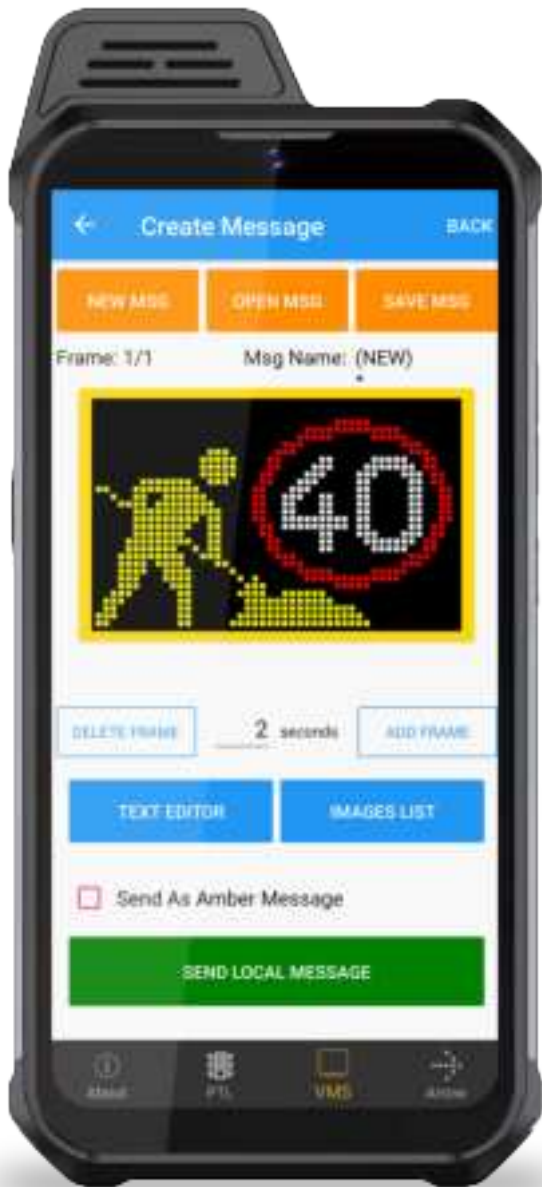 Create Message BACK
NEW MSG OPEN MSG SAVE MSG
Frame: 1/1 Msg Name: (NEW)
40
DELETE FRAME 2 seconds ADD FRAME
TEXT EDITOR IMAGES LIST
Send As Amber Message
SEND LOCAL MESSAGE
About PTL VMS Arrow